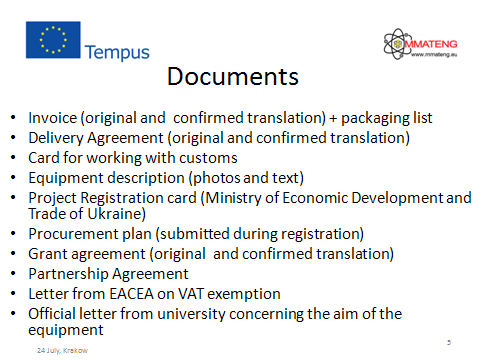 Tempus
MMATENG
www.mmateng.eu
Documents
• Invoice (original and confirmed translation) + packaging list
• Delivery Agreement (original and confirmed translation)
• Card for working with customs
• Equipment description (photos and text)
• Project Registration card (Ministry of Economic Development and
Trade of Ukraine)
• Procurement plan (submitted during registration)
• Grant agreement (original and confirmed translation)
• Partnership Agreement
• Letter from EACEA on VAT exemption
• Official letter from university concerning the aim of the
equipment
24 July, Krakow
5